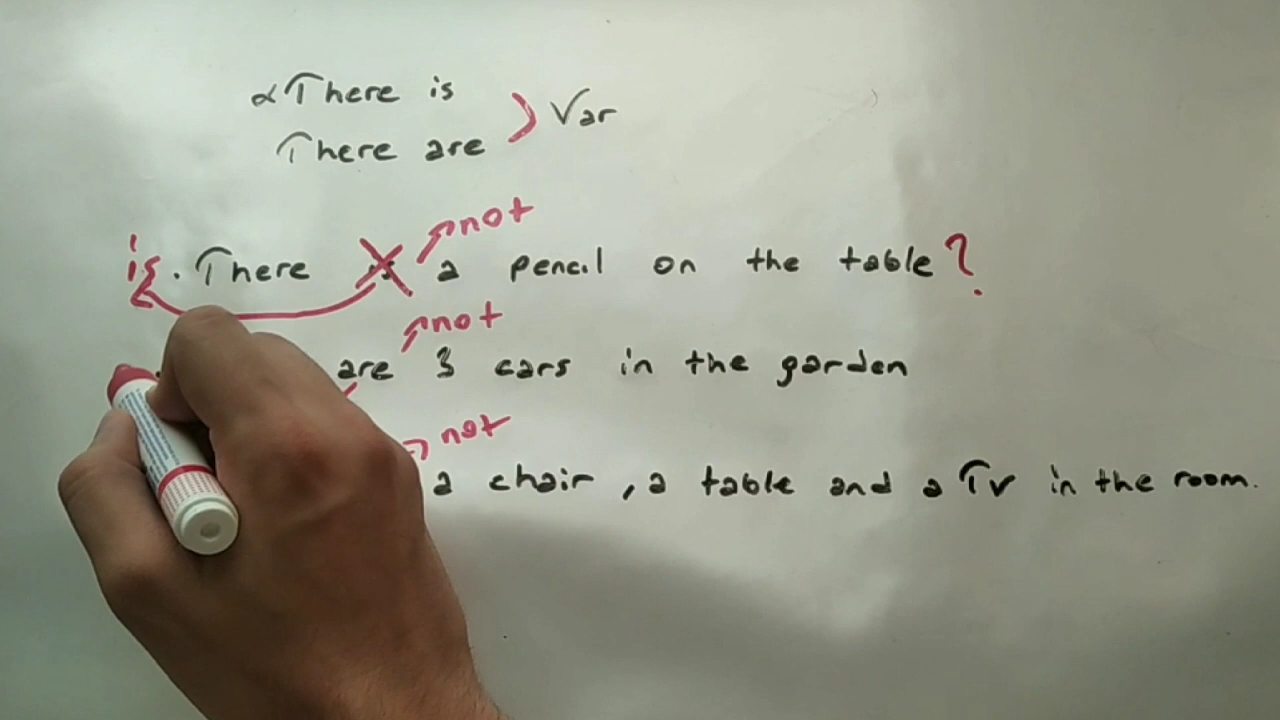 There is
There are ) Var
not
is. There a pencil on the table?
not
are 3 cars in the garden
not
a chair, a table and a Tv in the room.